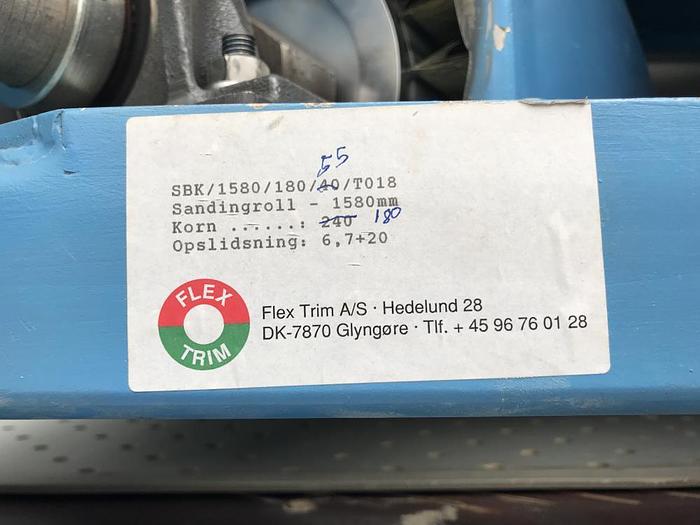 55
SBK/1580/180/40/T018
Sandingroll - 1580mm
Korn ......: 240 180
Opslidsning: 6,7+20
FLEX
TRIM
Flex Trim A/S · Hedelund 28
DK-7870 Glyngøre · Tlf. + 45 96 76 01 28